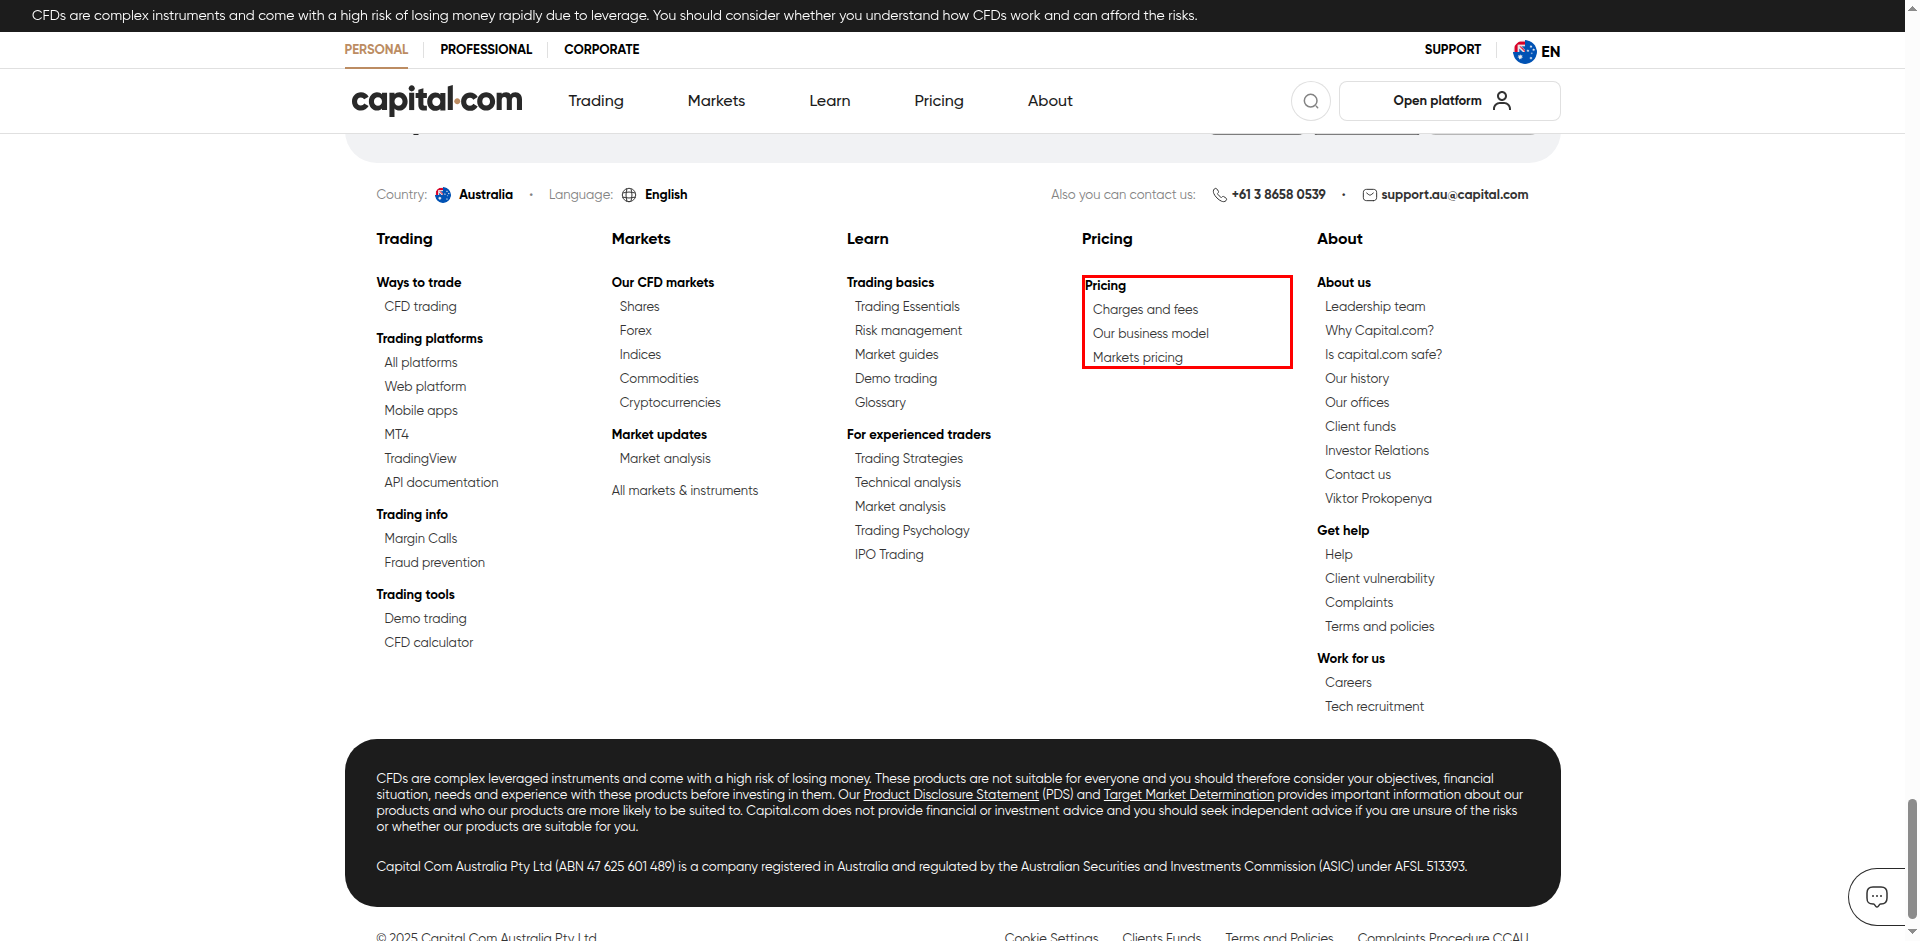 CFDs are complex instruments and come with a high risk of losing money rapidly due to leverage. You should consider whether you understand how CFDs work and can afford the risks.
PERSONAL
PROFESSIONAL
CORPORATE
SUPPORT
EN
capital.com
Trading
Markets
Learn
Pricing
About
Open platform
Country: Australia · Language: English
Also you can contact us: +61 3 8658 0539 · support.au@capital.com
Trading
Ways to trade
CFD trading
Trading platforms
All platforms
Web platform
Mobile apps
MT4
TradingView
API documentation
Trading info
Margin Calls
Fraud prevention
Trading tools
Demo trading
CFD calculator
Markets
Our CFD markets
Shares
Forex
Indices
Commodities
Cryptocurrencies
Market updates
Market analysis
All markets & instruments
Learn
Trading basics
Trading Essentials
Risk management
Market guides
Demo trading
Glossary
For experienced traders
Trading Strategies
Technical analysis
Market analysis
Trading Psychology
IPO Trading
Pricing
Pricing
Charges and fees
Our business model
Markets pricing
About
About us
Leadership team
Why Capital.com?
Is capital.com safe?
Our history
Our offices
Client funds
Investor Relations
Contact us
Viktor Prokopenya
Get help
Help
Client vulnerability
Complaints
Terms and policies
Work for us
Careers
Tech recruitment
CFDs are complex leveraged instruments and come with a high risk of losing money. These products are not suitable for everyone and you should therefore consider your objectives, financial
situation, needs and experience with these products before investing in them. Our Product Disclosure Statement (PDS) and Target Market Determination provides important information about our
products and who our products are more likely to be suited to. Capital.com does not provide financial or investment advice and you should seek independent advice if you are unsure of the risks
or whether our products are suitable for you.
Capital Com Australia Pty Ltd (ABN 47 625 601 489) is a company registered in Australia and regulated by the Australian Securities and Investments Commission (ASIC) under AFSL 513393.
© 2025 Capital Com Australia Pty Ltd
Cookie Settings
Clients Funds
Terms and Policies
Complaints Procedure CCAU